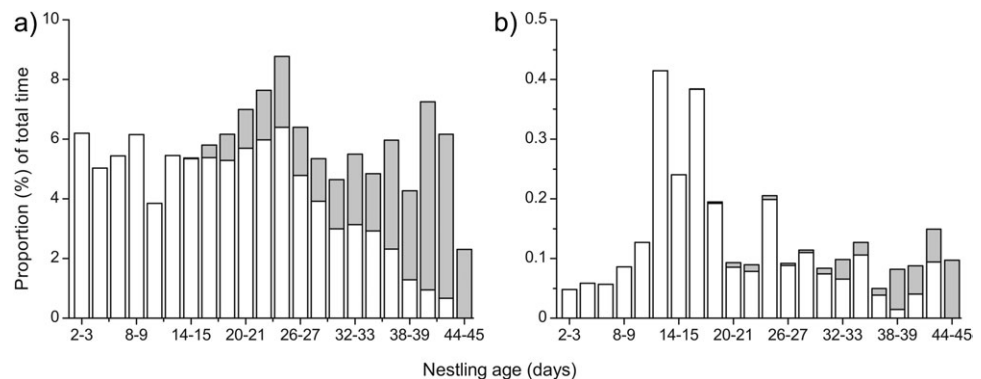 a)
Proportion (%) of total time
10
8
6
4
2
0
2-3 8-9 14-15 20-21 26-27 32-33 38-39 44-45
b)
0.5
0.4
0.3
0.2
0.1
0
2-3 8-9 14-15 20-21 26-27 32-33 38-39 44-45
Nestling age (days)